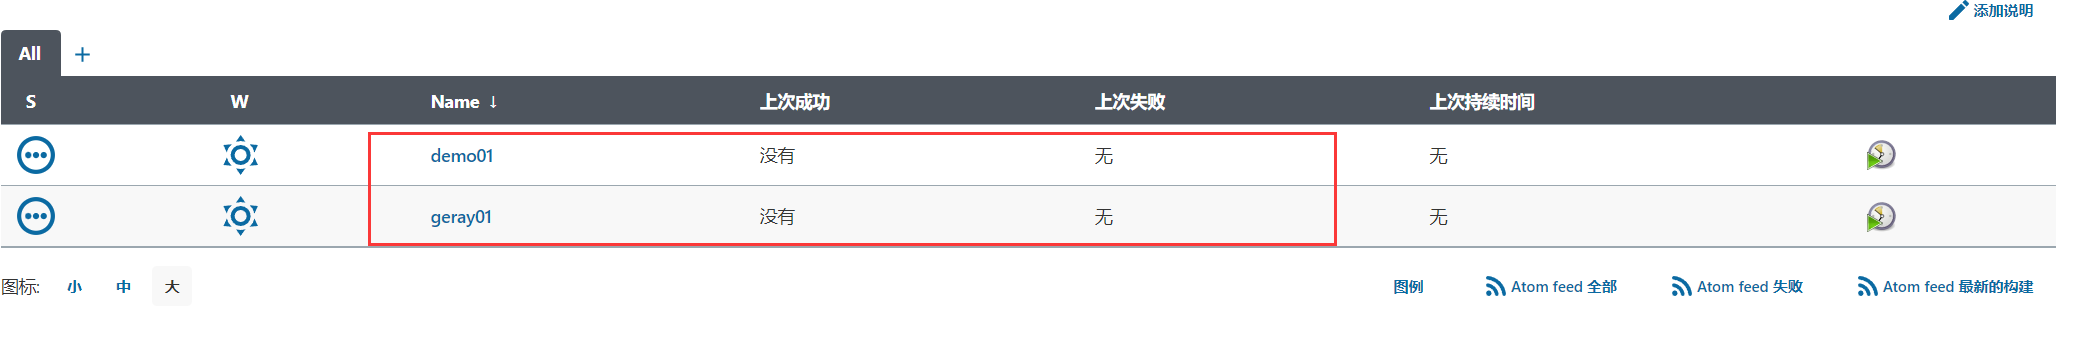 添加说明
All +
S W Name ↓ 上次成功 上次失败 上次持续时间
demo01 没有 无 无
geray01 没有 无 无
图标: 小 中 大 图例 Atom feed 全部 Atom feed 失败 Atom feed 最新的构建